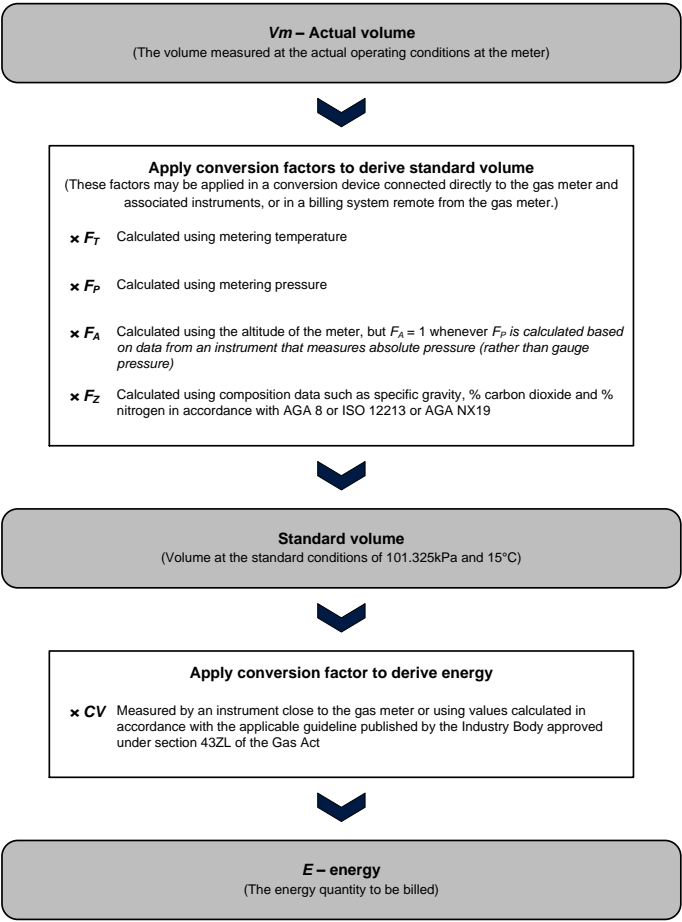 Vm – Actual volume
(The volume measured at the actual operating conditions at the meter)
Apply conversion factors to derive standard volume
(These factors may be applied in a conversion device connected directly to the gas meter and
associated instruments, or in a billing system remote from the gas meter.)
× FT Calculated using metering temperature
× FP Calculated using metering pressure
× FA Calculated using the altitude of the meter, but FA = 1 whenever FP is calculated based
on data from an instrument that measures absolute pressure (rather than gauge
pressure)
× FZ Calculated using composition data such as specific gravity, % carbon dioxide and %
nitrogen in accordance with AGA 8 or ISO 12213 or AGA NX19
Standard volume
(Volume at the standard conditions of 101.325kPa and 15°C)
Apply conversion factor to derive energy
× CV Measured by an instrument close to the gas meter or using values calculated in
accordance with the applicable guideline published by the Industry Body approved
under section 43ZL of the Gas Act
E – energy
(The energy quantity to be billed)